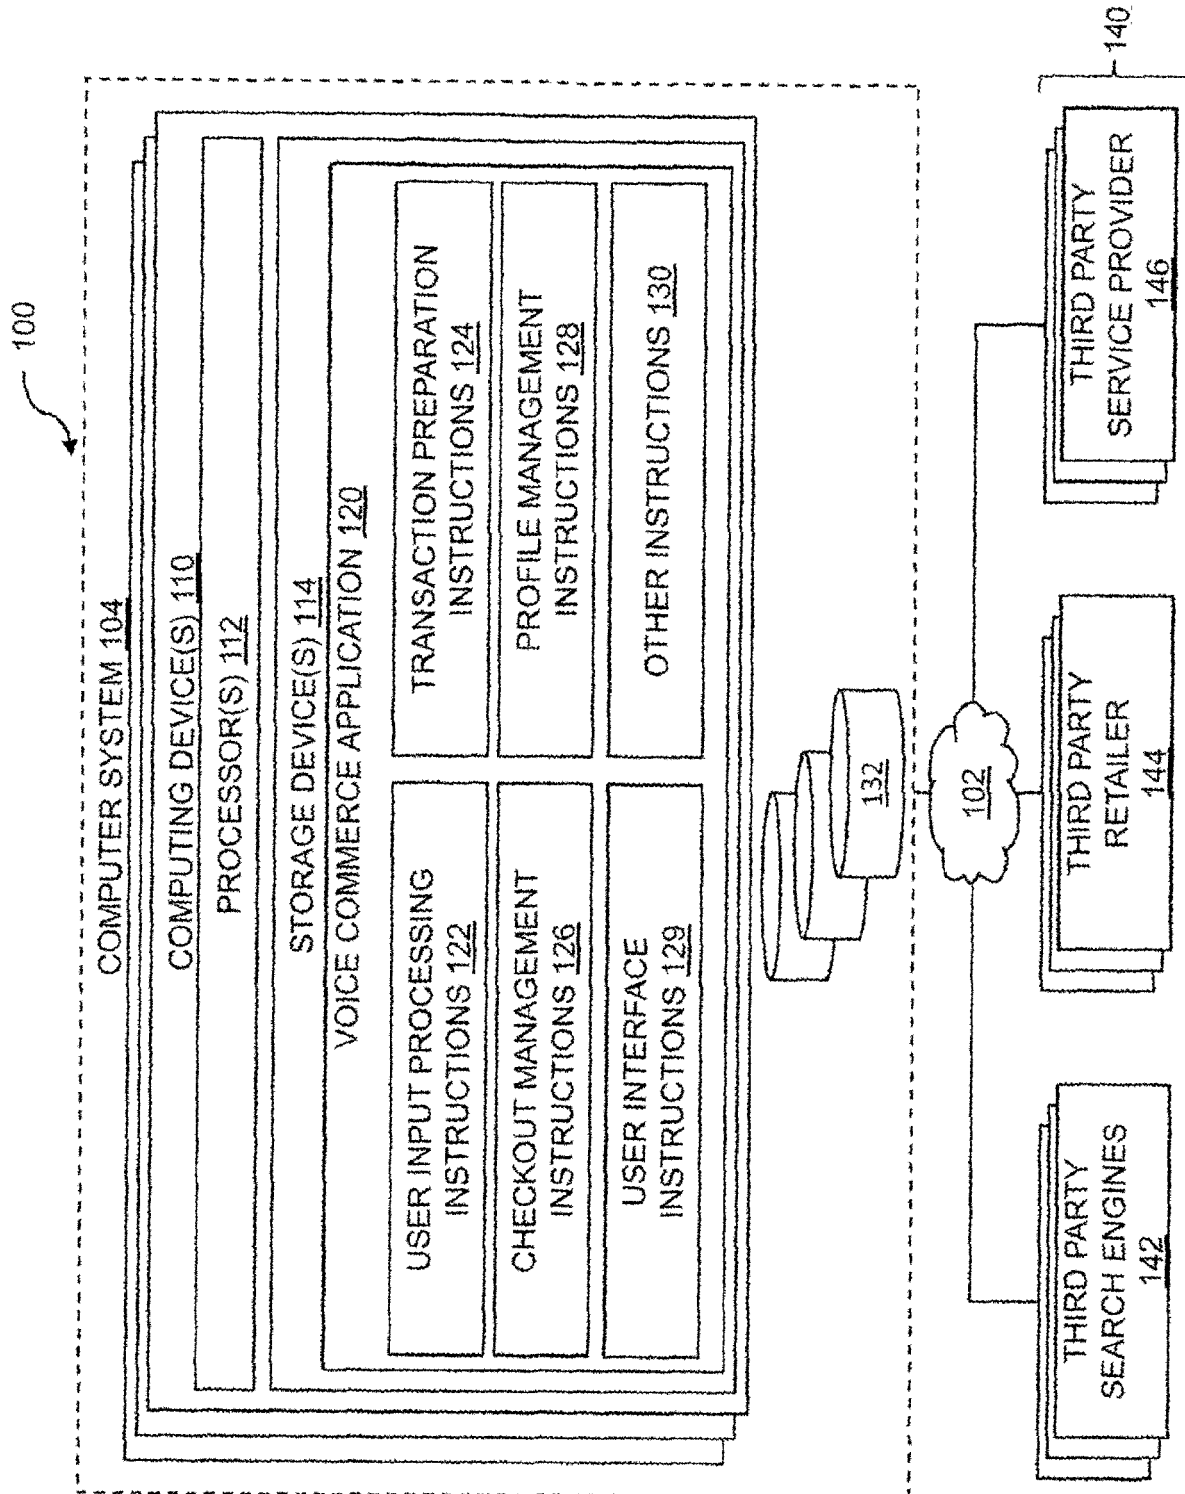 100
COMPUTER SYSTEM 104
COMPUTING DEVICE(S) 110
PROCESSOR(S) 112
STORAGE DEVICE(S) 114
VOICE COMMERCE APPLICATION 120
USER INPUT PROCESSING
INSTRUCTIONS 122
TRANSACTION PREPARATION
INSTRUCTIONS 124
CHECKOUT MANAGEMENT
INSTRUCTIONS 126
PROFILE MANAGEMENT
INSTRUCTIONS 128
USER INTERFACE
INSTRUCTIONS 129
OTHER INSTRUCTIONS 130
132
102
140
THIRD PARTY
SEARCH ENGINES
142
THIRD PARTY
RETAILER
144
THIRD PARTY
SERVICE PROVIDER
146